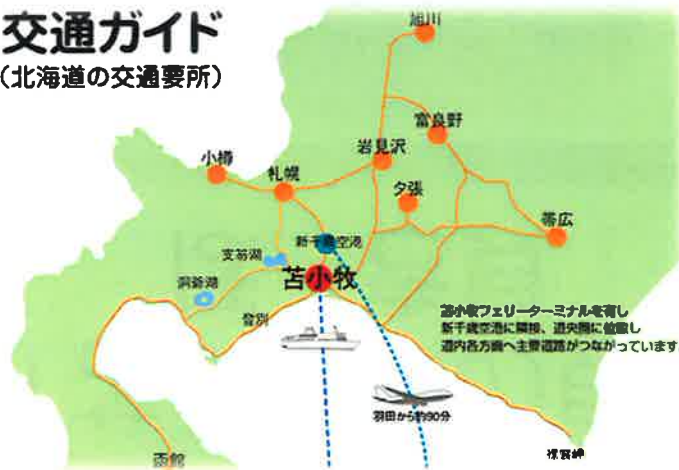 交通ガイド
(北海道の交通要所)
旭川
富良野
岩見沢
小樽
札幌
夕張
帯広
新千歳空港
支笏湖
苫小牧
洞爺湖
登別
苫小牧フェリーターミナルを有し
新千歳空港に隣接、道央圏に位置し
道内各方面へ主要道路がつながっています
羽田から約90分
襟裳岬
函館